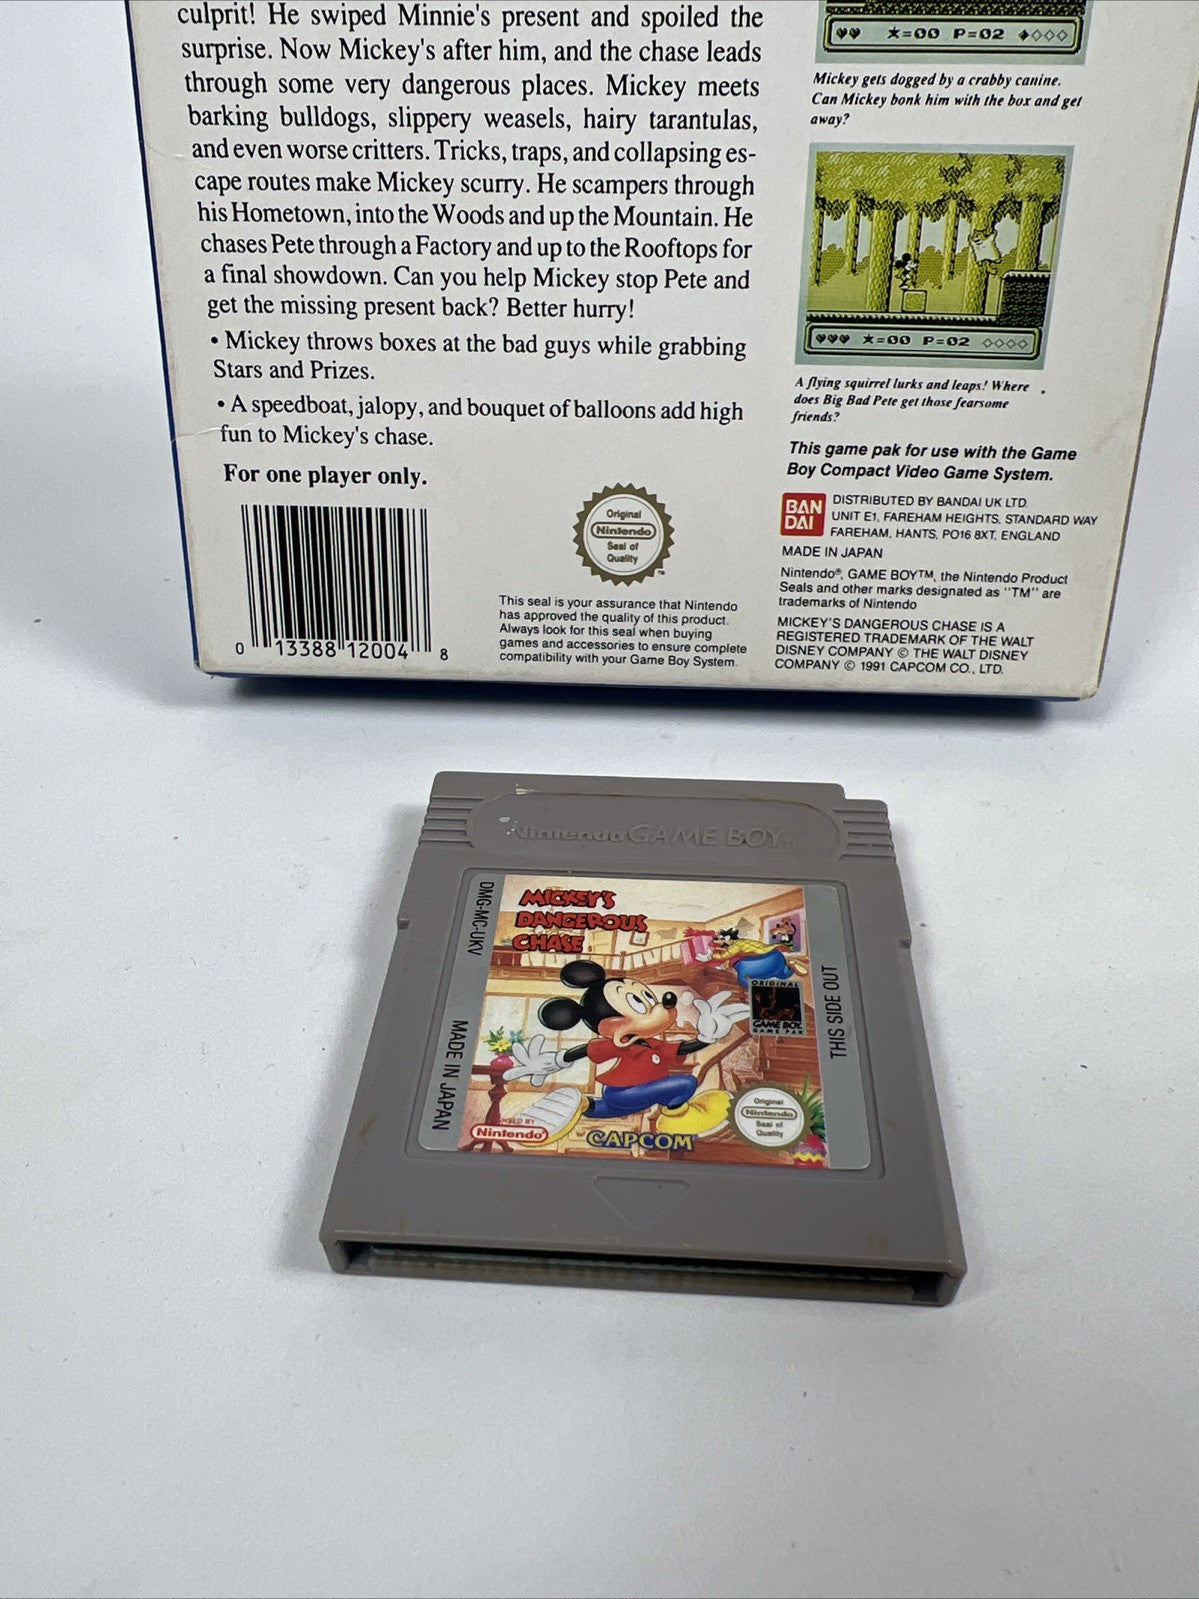 culprit! He swiped Minnie's present and spoiled the
surprise. Now Mickey's after him, and the chase leads
through some very dangerous places. Mickey meets
barking bulldogs, slippery weasels, hairy tarantulas,
and even worse critters. Tricks, traps, and collapsing es-
cape routes make Mickey scurry. He scampers through
his Hometown, into the Woods and up the Mountain. He
chases Pete through a Factory and up to the Rooftops for
a final showdown. Can you help Mickey stop Pete and
get the missing present back? Better hurry!
• Mickey throws boxes at the bad guys while grabbing
Stars and Prizes.
• A speedboat, jalopy, and bouquet of balloons add high
fun to Mickey's chase.
For one player only.
0 13388 12004 8
Original
Nintendo
Seal of
Quality
TM
This seal is your assurance that Nintendo
has approved the quality of this product.
Always look for this seal when buying
games and accessories to ensure complete
compatibility with your Game Boy System.
♥♥ ★=00 P=02 ◆◇◇◇
Mickey gets dogged by a crabby canine.
Can Mickey bonk him with the box and get
away?
♥♥♥ ★=00 P=02 ◇◇◇◇
A flying squirrel lurks and leaps! Where
does Big Bad Pete get those fearsome
friends?
This game pak for use with the Game
Boy Compact Video Game System.
BAN
DAI
DISTRIBUTED BY BANDAI UK LTD.
UNIT E1, FAREHAM HEIGHTS, STANDARD WAY
FAREHAM, HANTS, PO16 8XT, ENGLAND
MADE IN JAPAN
Nintendo®, GAME BOY™, the Nintendo Product
Seals and other marks designated as "TM" are
trademarks of Nintendo
MICKEY'S DANGEROUS CHASE IS A
REGISTERED TRADEMARK OF THE WALT
DISNEY COMPANY © THE WALT DISNEY
COMPANY © 1991 CAPCOM CO., LTD.
Nintendo GAME BOY TM
DMG-MC-UKV
MADE IN JAPAN
MICKEY'S
DANGEROUS
CHASE
ORIGINAL
GAME BOY
GAME PAK
THIS SIDE OUT
Nintendo
CAPCOM
Original
Nintendo
Seal of
Quality